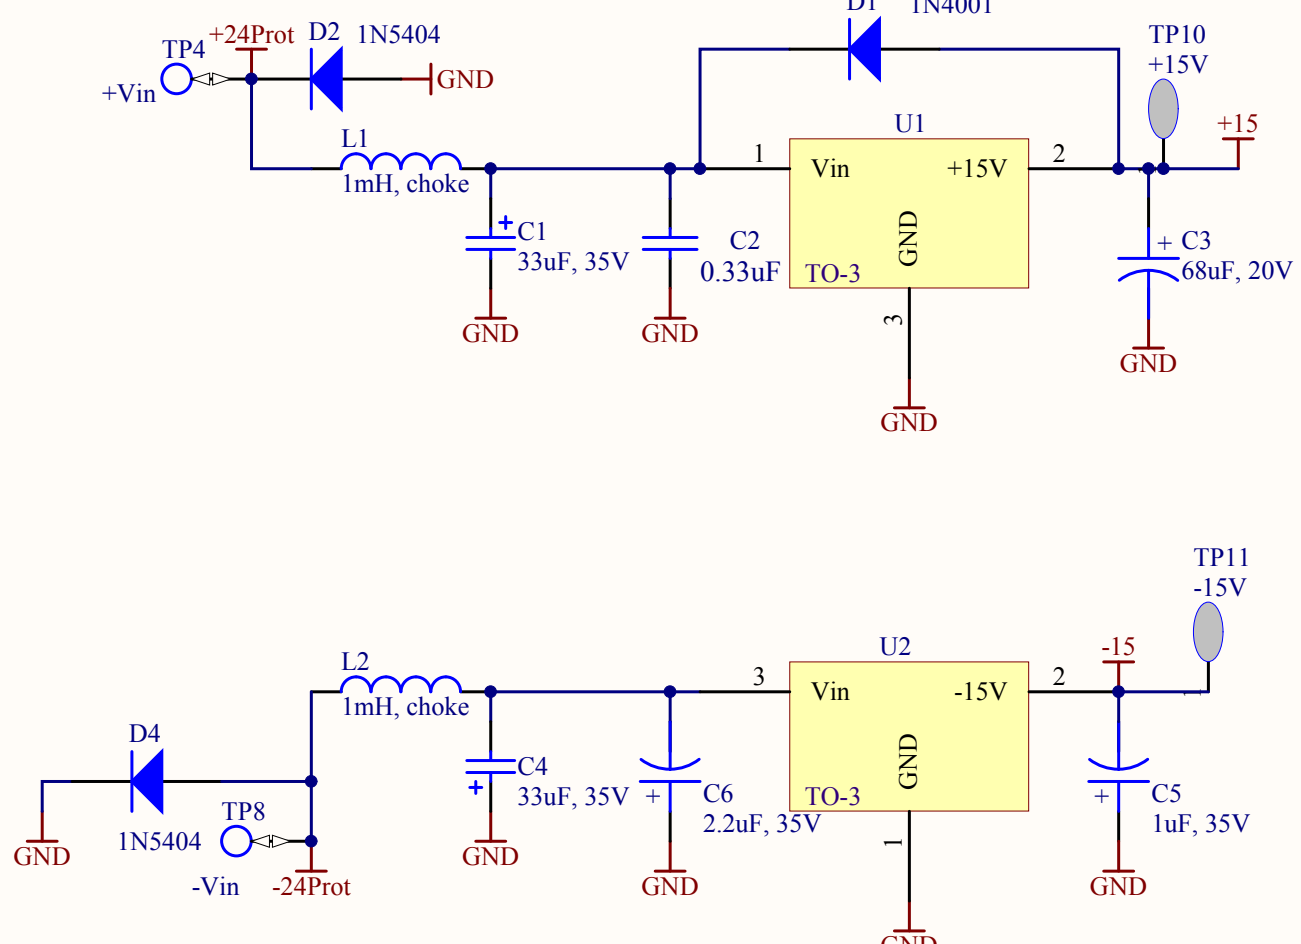 D1 1N4001
+24Prot D2 1N5404
TP4
GND
+Vin
TP10
+15V
+15
L1
1mH, choke
U1
1 Vin +15V 2
GND
TO-3
3
GND
+ C1
33uF, 35V
GND
C2
0.33uF
GND
+ C3
68uF, 20V
GND
TP11
-15V
-15
L2
1mH, choke
U2
3 Vin -15V 2
GND
TO-3
1
GND
D4
1N5404
GND
TP8
-Vin
-24Prot
C4
+ 33uF, 35V
GND
+ C6
2.2uF, 35V
GND
+ C5
1uF, 35V
GND